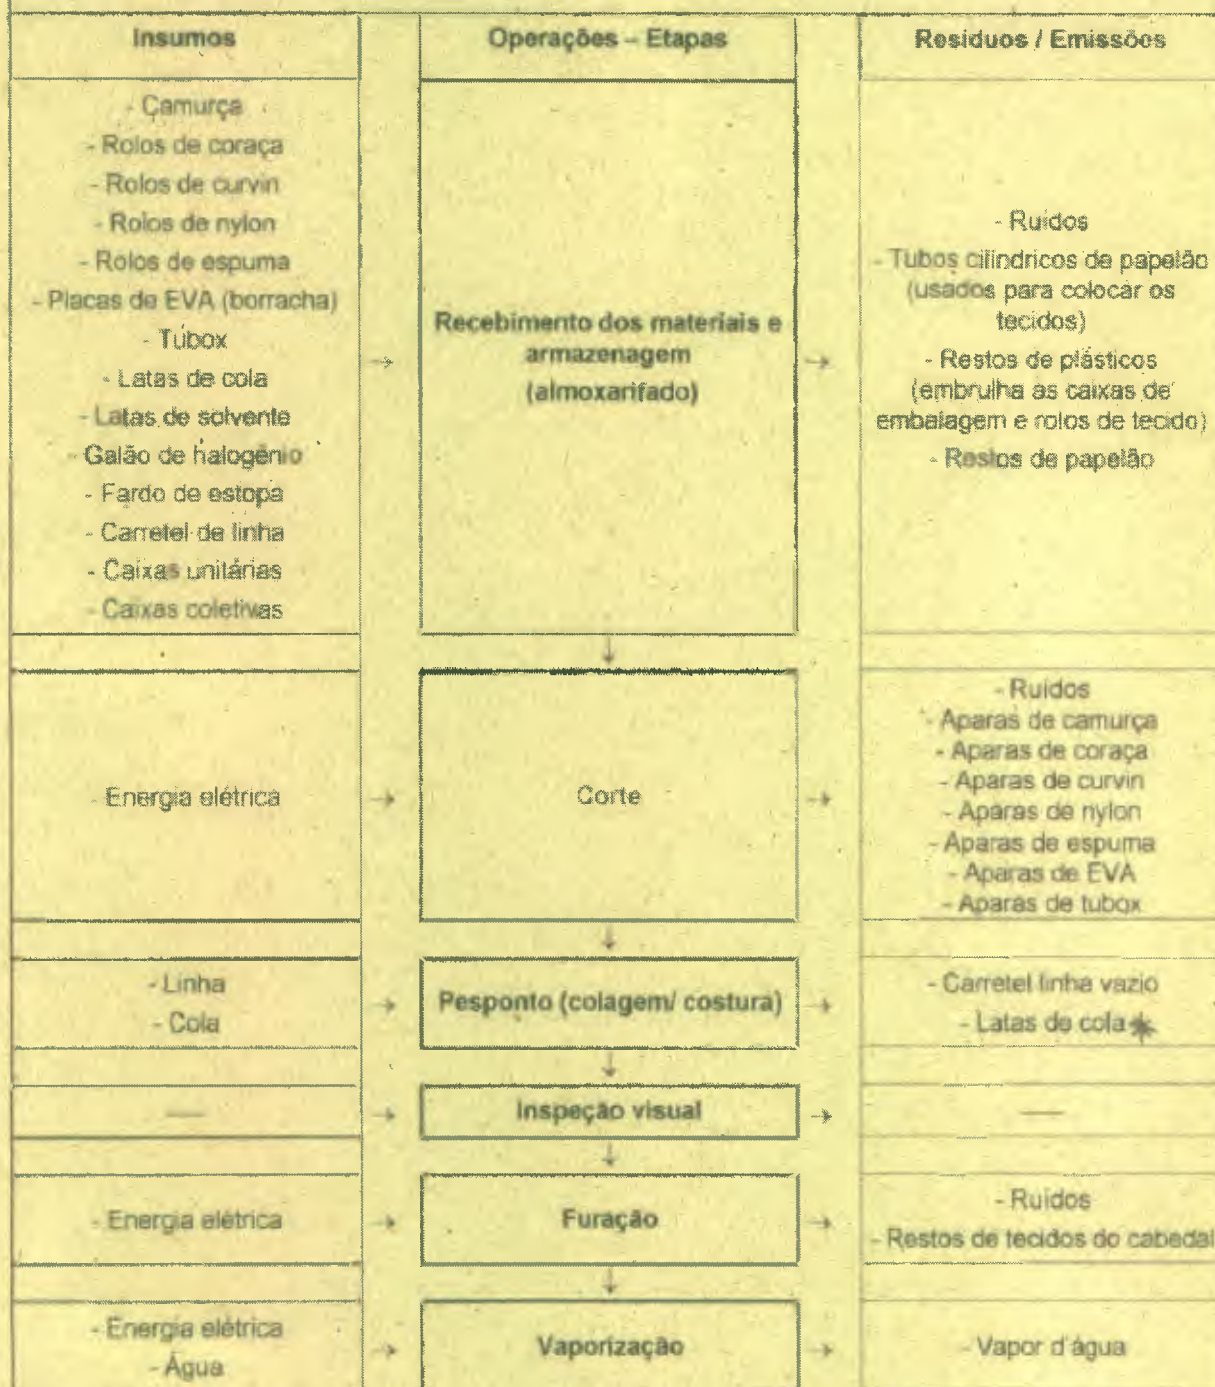 Insumos
Operações – Etapas
Residuos / Emissões
- Camurça
- Rolos de coraça
- Rolos de curvin
- Rolos de nylon
- Rolos de espuma
- Placas de EVA (borracha)
- Túbox
- Latas de cola
- Latas de solvente
- Galão de halogênio
- Fardo de estopa
- Carretel de linha
- Caixas unitárias
- Caixas coletivas
→
Recebimento dos materiais e
armazenagem
(almoxarifado)
→
- Ruidos
- Tubos cilindricos de papelão
(usados para colocar os
tecidos)
- Restos de plásticos
(embrulha as caixas de
embalagem e rolos de tecido)
- Restos de papelão
↓
- Energia elétrica
→
Corte
→
- Ruidos
- Aparas de camurça
- Aparas de coraça
- Aparas de curvin
- Aparas de nylon
- Aparas de espuma
- Aparas de EVA
- Aparas de tubox
↓
- Linha
- Cola
→
Pesponto (colagem/ costura)
→
- Carretel linha vazio
- Latas de cola *
↓
—
→
Inspeção visual
→
—
↓
- Energia elétrica
→
Furação
→
- Ruidos
- Restos de tecidos do cabedal
↓
- Energia elétrica
- Água
→
Vaporização
→
- Vapor d'água